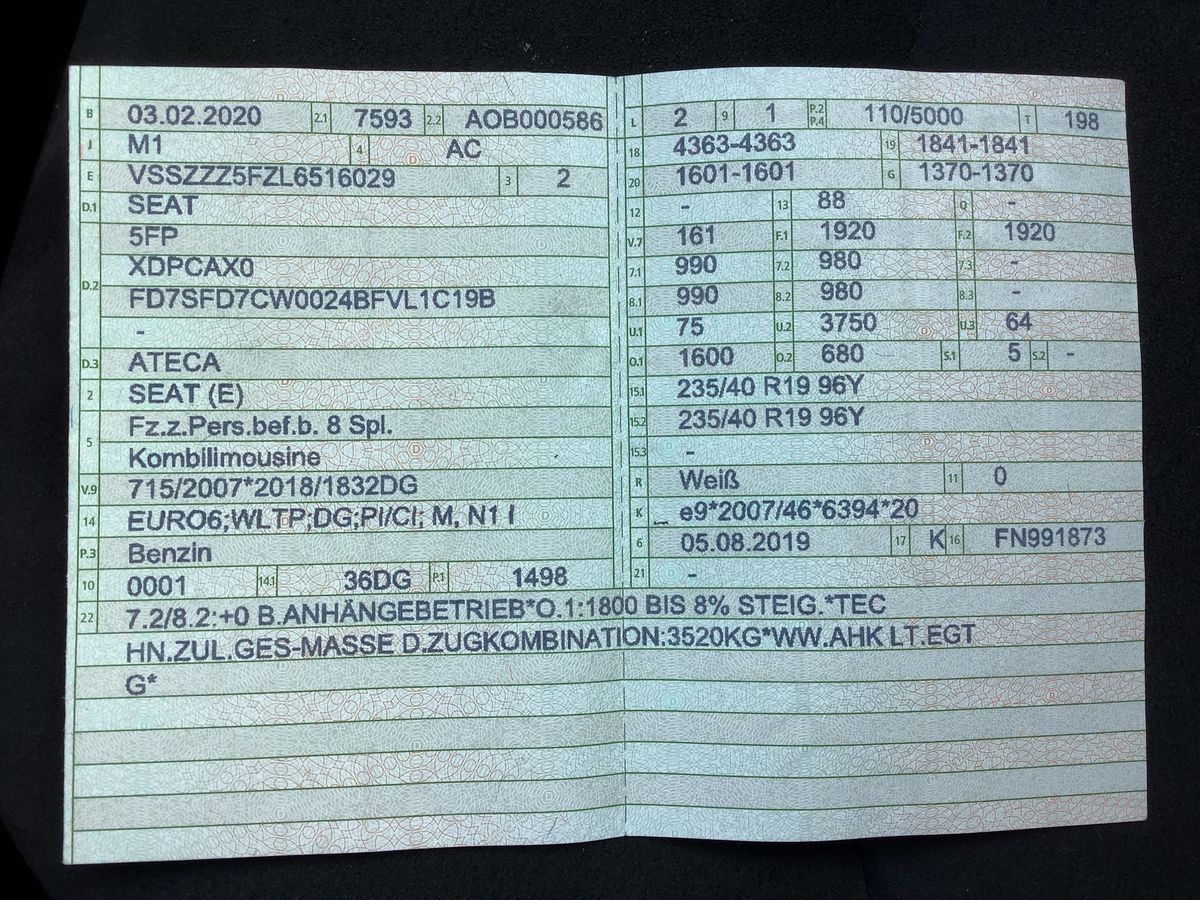 B 03.02.2020 2.1 7593 2.2 AOB000586
J M1 4 AC
E VSSZZZ5FZL6516029 3 2
D.1 SEAT
5FP
XDPCAX0
D.2 FD7SFD7CW0024BFVL1C19B
-
D.3 ATECA
2 SEAT (E)
Fz.z.Pers.bef.b. 8 Spl.
5 Kombilimousine
V.9 715/2007*2018/1832DG
14 EURO6;WLTP;DG;PI/CI; M, N1 I
P.3 Benzin
10 0001 14.1 36DG P.1 1498
L 2 9 1 P.2 P.4 110/5000 T 198
18 4363-4363 19 1841-1841
20 1601-1601 G 1370-1370
12 - 13 88 Q -
V.7 161 F.1 1920 F.2 1920
7.1 990 7.2 980 7.3 -
8.1 990 8.2 980 8.3 -
U.1 75 U.2 3750 U.3 64
O.1 1600 O.2 680 S.1 5 S.2 -
15.1 235/40 R19 96Y
15.2 235/40 R19 96Y
15.3 -
R Weiß 11 0
K e9*2007/46*6394*20
6 05.08.2019 17 K 16 FN991873
21 -
22 7.2/8.2:+0 B.ANHÄNGEBETRIEB*O.1:1800 BIS 8% STEIG.*TEC
HN.ZUL.GES-MASSE D.ZUGKOMBINATION:3520KG*WW.AHK LT.EGT
G*